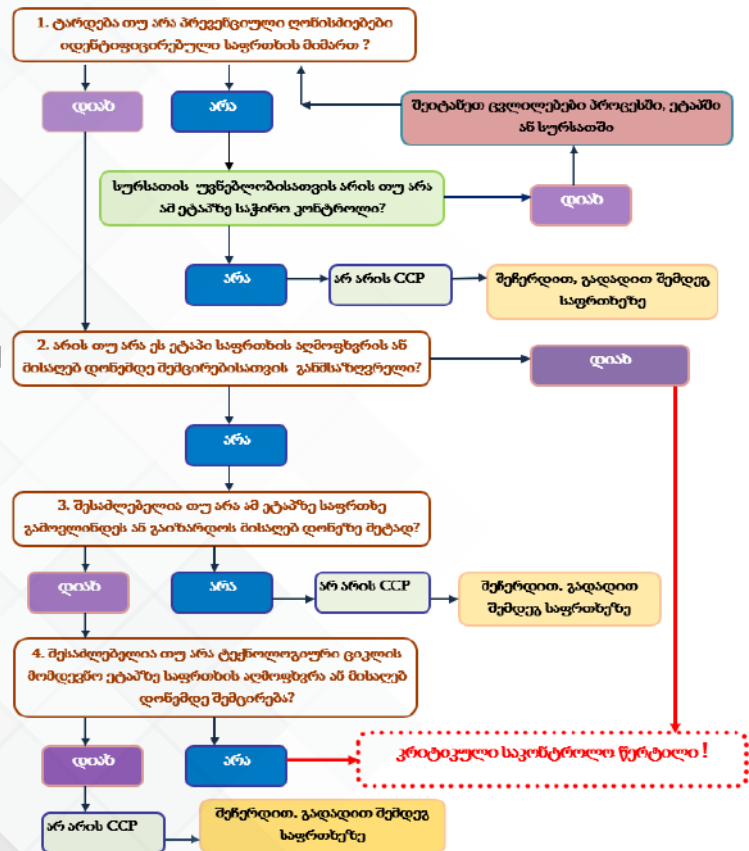 1. ტარდება თუ არა პრევენციული ღონისძიებები
იდენტიფიცირებული საფრთხის მიმართ ?
დიახ
არა
შეიტანეთ ცვლილებები პროცესში, ეტაპში
ან სურსათში
სურსათის უვნებლობისათვის არის თუ არა
ამ ეტაპზე საჭირო კონტროლი?
დიახ
არა
არ არის CCP
შეჩერდით, გადადით შემდეგ
საფრთხეზე
2. არის თუ არა ეს ეტაპი საფრთხის აღმოფხვრის ან
მისაღებ დონემდე შემცირებისათვის განმსაზღვრელი?
დიახ
არა
3. შესაძლებელია თუ არა ამ ეტაპზე საფრთხე
გამოვლინდეს ან გაიზარდოს მისაღებ დონეზე მეტად?
დიახ
არა
არ არის CCP
შეჩერდით. გადადით
შემდეგ საფრთხეზე
4. შესაძლებელია თუ არა ტექნოლოგიური ციკლის
მომდევნო ეტაპზე საფრთხის აღმოფხვრა ან მისაღებ
დონემდე შემცირება?
დიახ
არა
კრიტიკული საკონტროლო წერტილი !
არ არის CCP
შეჩერდით. გადადით შემდეგ
საფრთხეზე